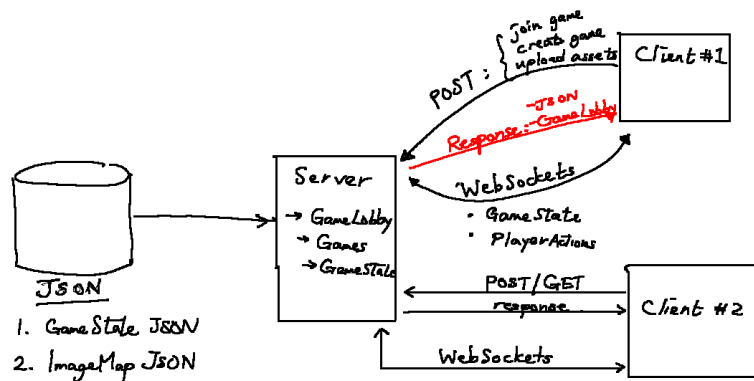 join game
create game
upload assets
POST :
Client #1
-JSON
Response:-GameLobby
Server
→ GameLobby
→ Games
→ GameState
WebSockets
• GameState
• PlayerActions
JSON
1. GameState JSON
2. ImageMap JSON
POST/GET
response
Client #2
WebSockets